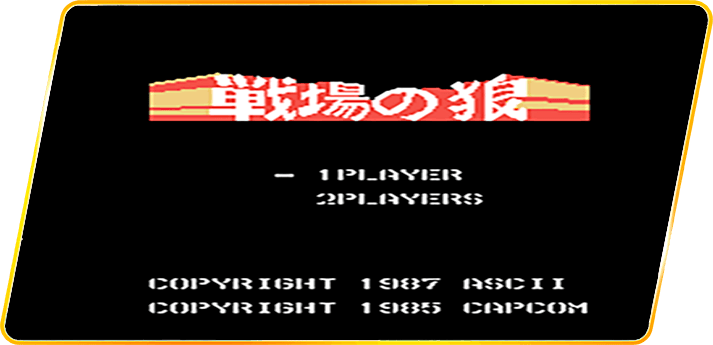 戦場の狼
- 1PLAYER
2PLAYERS
COPYRIGHT 1987 ASCII
COPYRIGHT 1985 CAPCOM